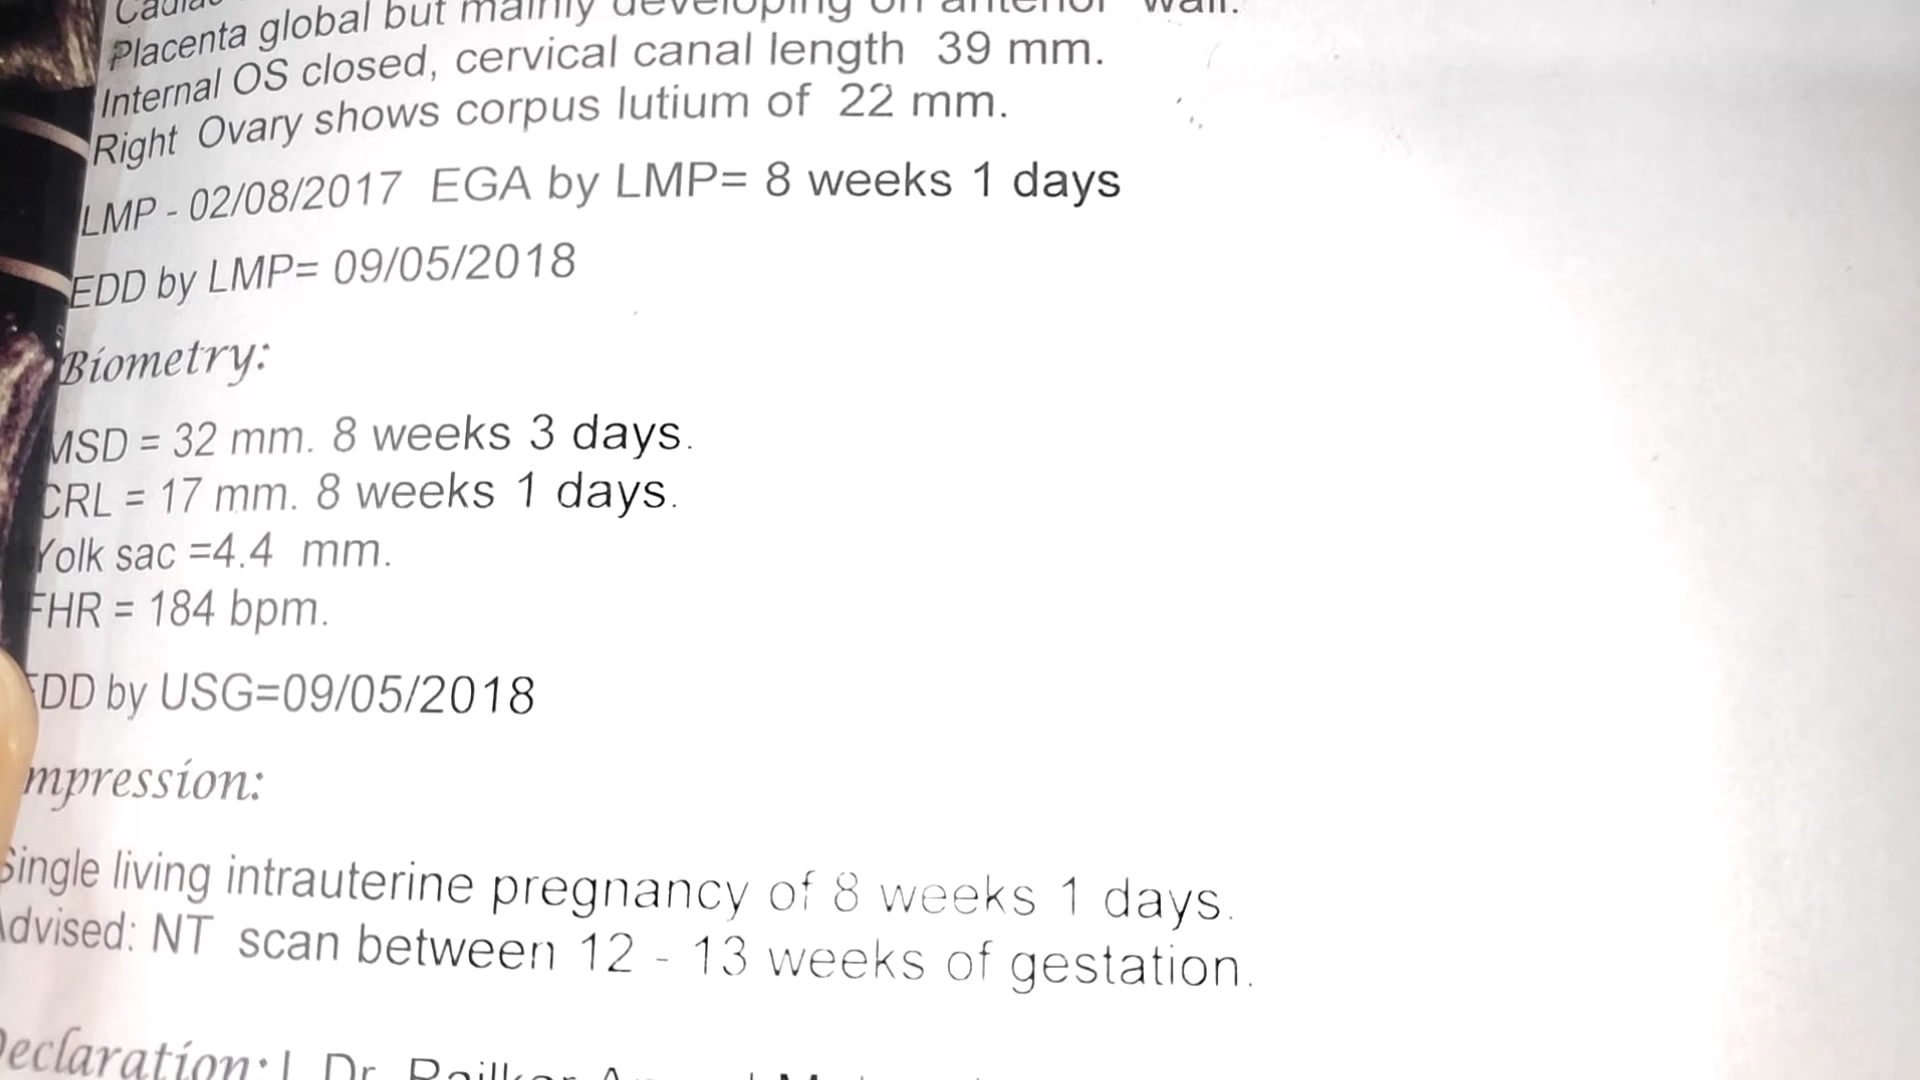 Placenta global but mainly developing on anterior wall.
Internal OS closed, cervical canal length 39 mm.
Right Ovary shows corpus lutium of 22 mm.
LMP - 02/08/2017 EGA by LMP= 8 weeks 1 days
EDD by LMP= 09/05/2018
Biometry:
MSD = 32 mm. 8 weeks 3 days.
CRL = 17 mm. 8 weeks 1 days.
Yolk sac =4.4 mm.
FHR = 184 bpm.
EDD by USG=09/05/2018
mpression:
Single living intrauterine pregnancy of 8 weeks 1 days.
Advised: NT scan between 12 - 13 weeks of gestation.
Declaration: I Dr.